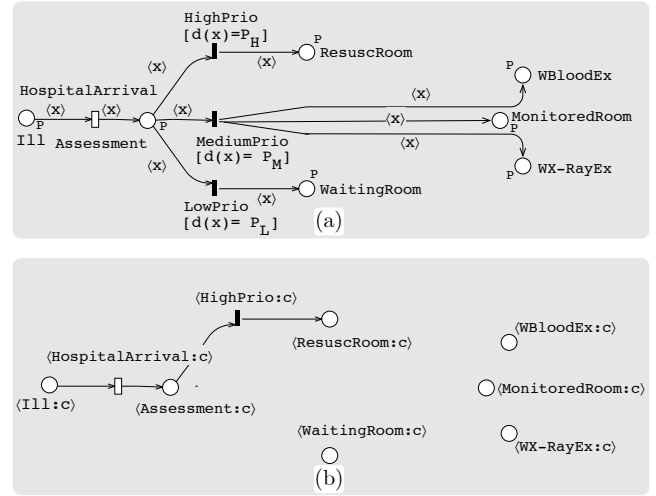 HighPrio
[d(x)=P_H]
⟨x⟩
⟨x⟩
P
ResuscRoom
HospitalArrival
⟨x⟩
P
WBloodEx
⟨x⟩
⟨x⟩
⟨x⟩
⟨x⟩
MonitoredRoom
P
P
P
Ill
Assessment
MediumPrio
⟨x⟩
[d(x)= P_M]
⟨x⟩
P
P
WX-RayEx
WaitingRoom
LowPrio
⟨x⟩
[d(x)= P_L]
(a)
⟨HighPrio:c⟩
⟨ResuscRoom:c⟩
⟨WBloodEx:c⟩
⟨HospitalArrival:c⟩
⟨MonitoredRoom:c⟩
⟨Ill:c⟩
⟨Assessment:c⟩
⟨WaitingRoom:c⟩
⟨WX-RayEx:c⟩
(b)